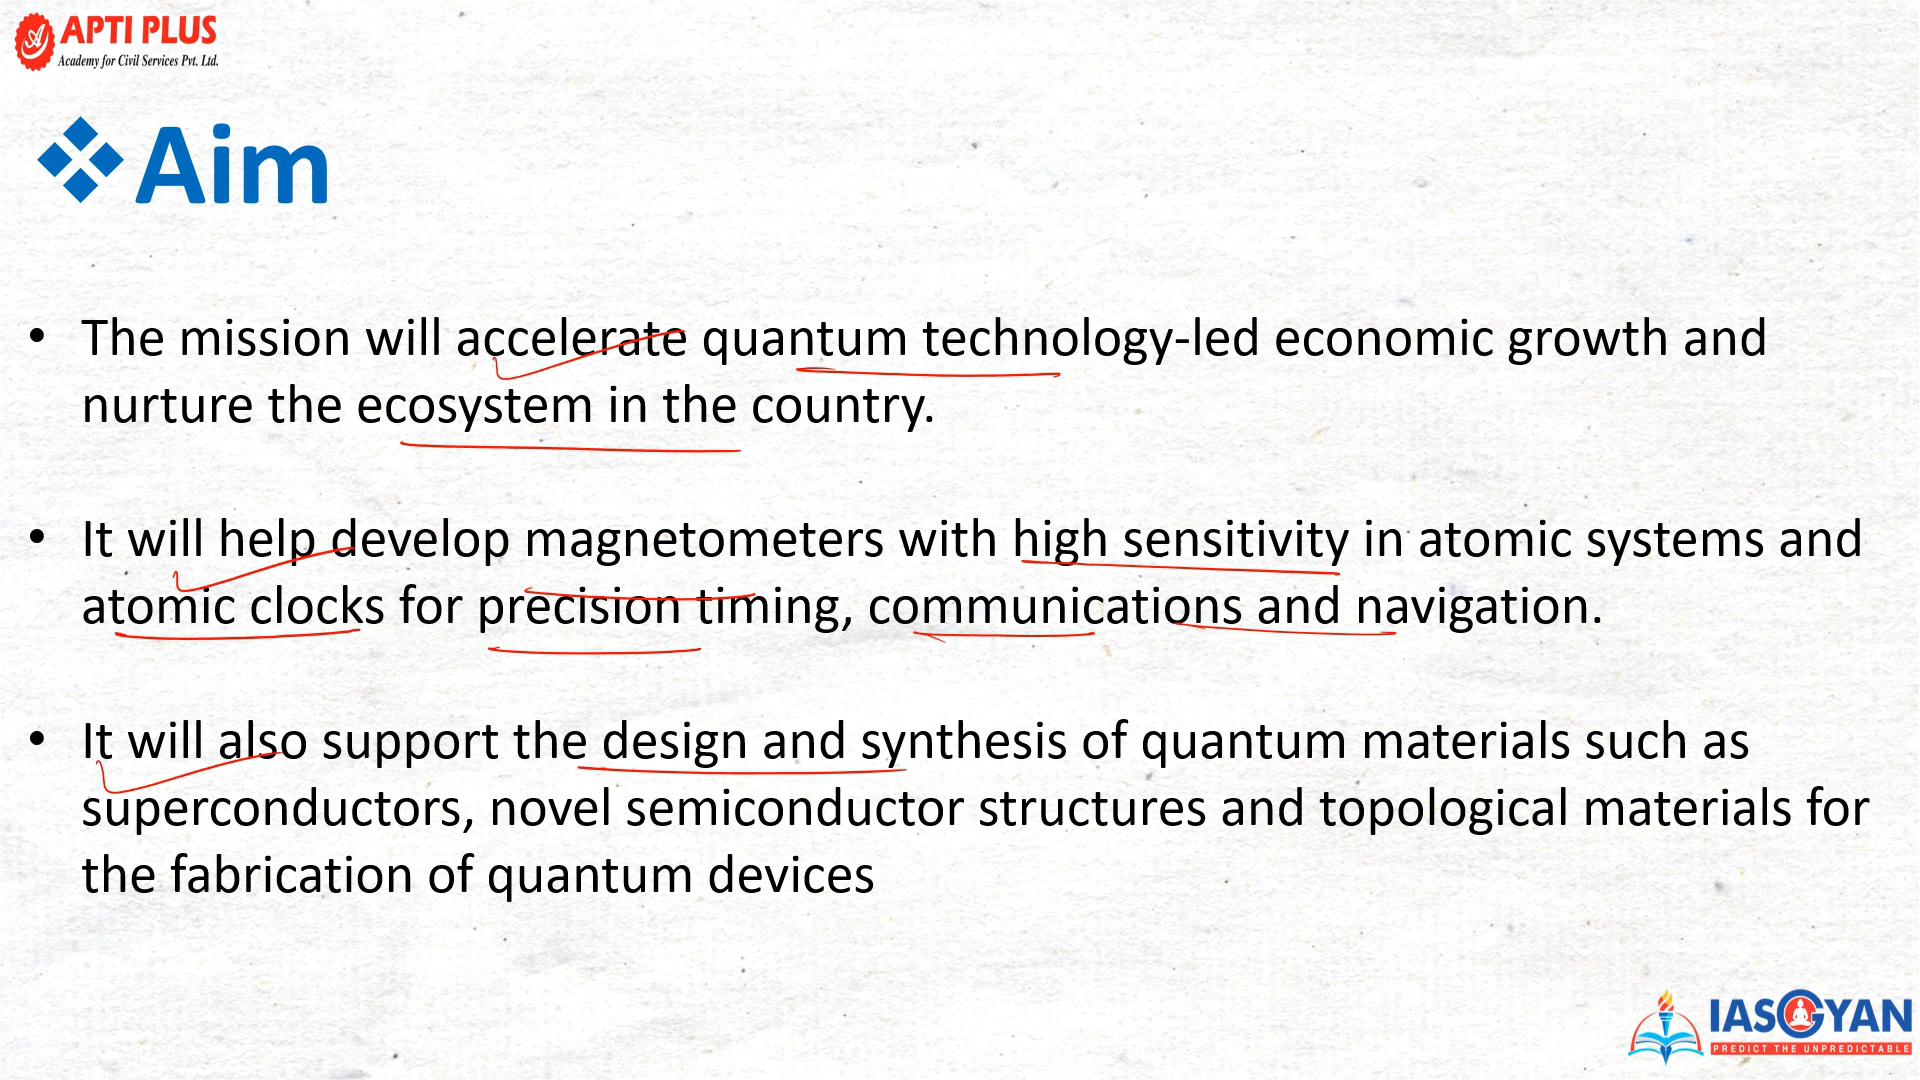 APTI PLUS
Academy for Civil Services Pvt. Ltd.
❖Aim
• The mission will accelerate quantum technology-led economic growth and
nurture the ecosystem in the country.
• It will help develop magnetometers with high sensitivity in atomic systems and
atomic clocks for precision timing, communications and navigation.
• It will also support the design and synthesis of quantum materials such as
superconductors, novel semiconductor structures and topological materials for
the fabrication of quantum devices
IASGYAN
PREDICT THE UNPREDICTABLE